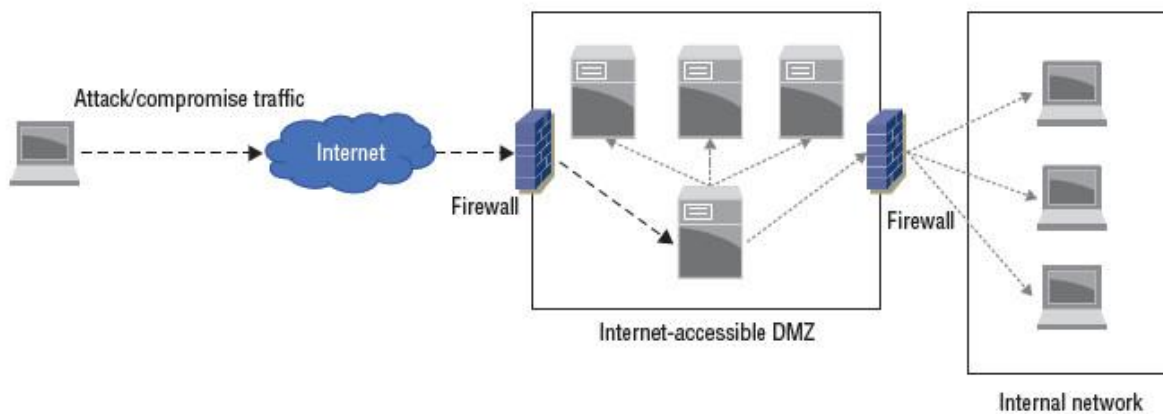 Attack/compromise traffic
Internet
Firewall
Firewall
Internet-accessible DMZ
Internal network